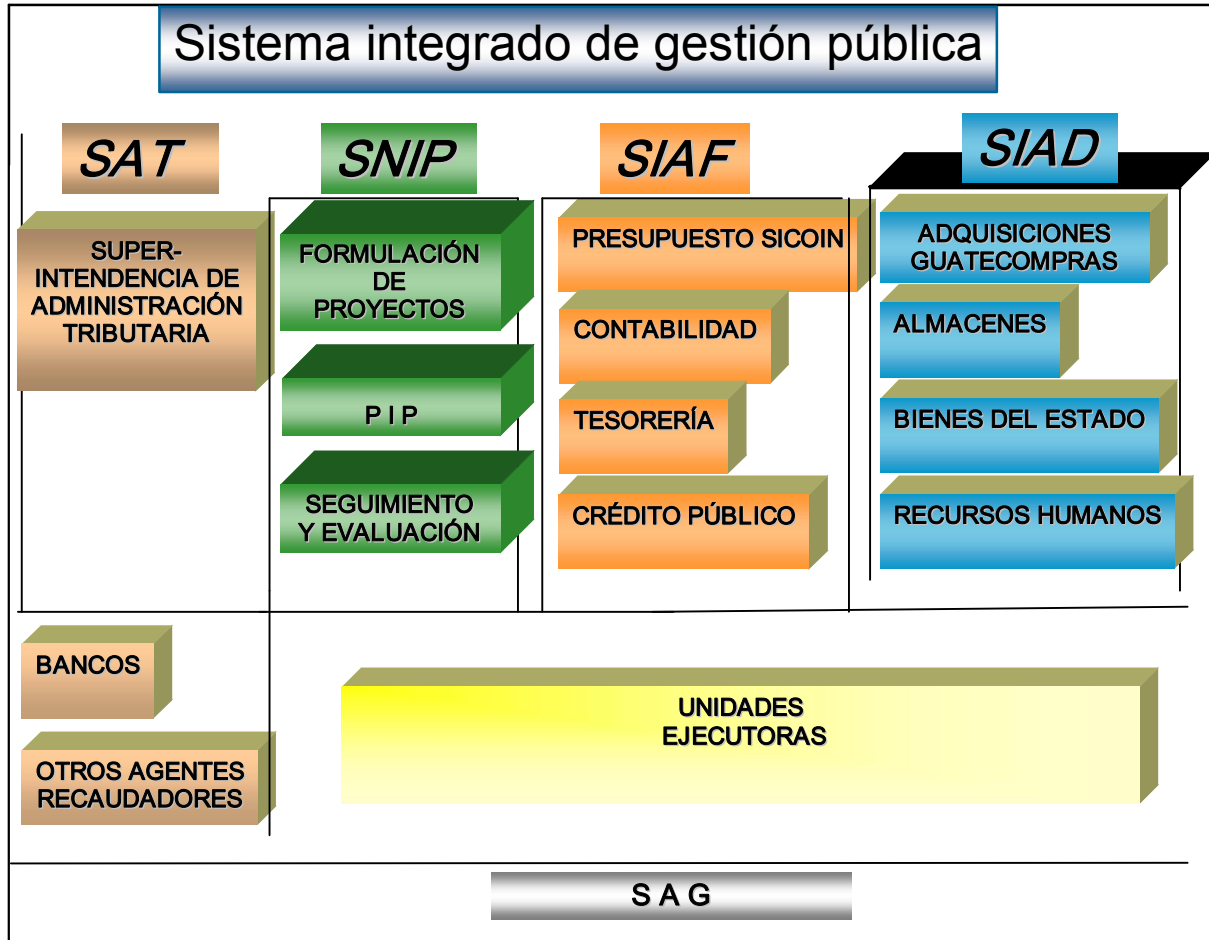 Sistema integrado de gestión pública
SAT
SUPER-
INTENDENCIA DE
ADMINISTRACIÓN
TRIBUTARIA
SNIP
FORMULACIÓN
DE
PROYECTOS
P I P
SEGUIMIENTO
Y EVALUACIÓN
SIAF
PRESUPUESTO SICOIN
CONTABILIDAD
TESORERÍA
CRÉDITO PÚBLICO
SIAD
ADQUISICIONES
GUATECOMPRAS
ALMACENES
BIENES DEL ESTADO
RECURSOS HUMANOS
BANCOS
OTROS AGENTES
RECAUDADORES
UNIDADES
EJECUTORAS
S A G